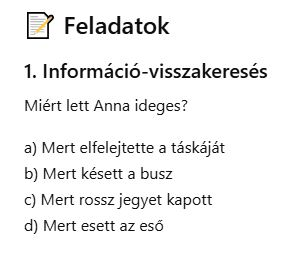 📝 Feladatok
1. Információ-visszakeresés
Miért lett Anna ideges?
a) Mert elfelejtette a táskáját
b) Mert késett a busz
c) Mert rossz jegyet kapott
d) Mert esett az eső